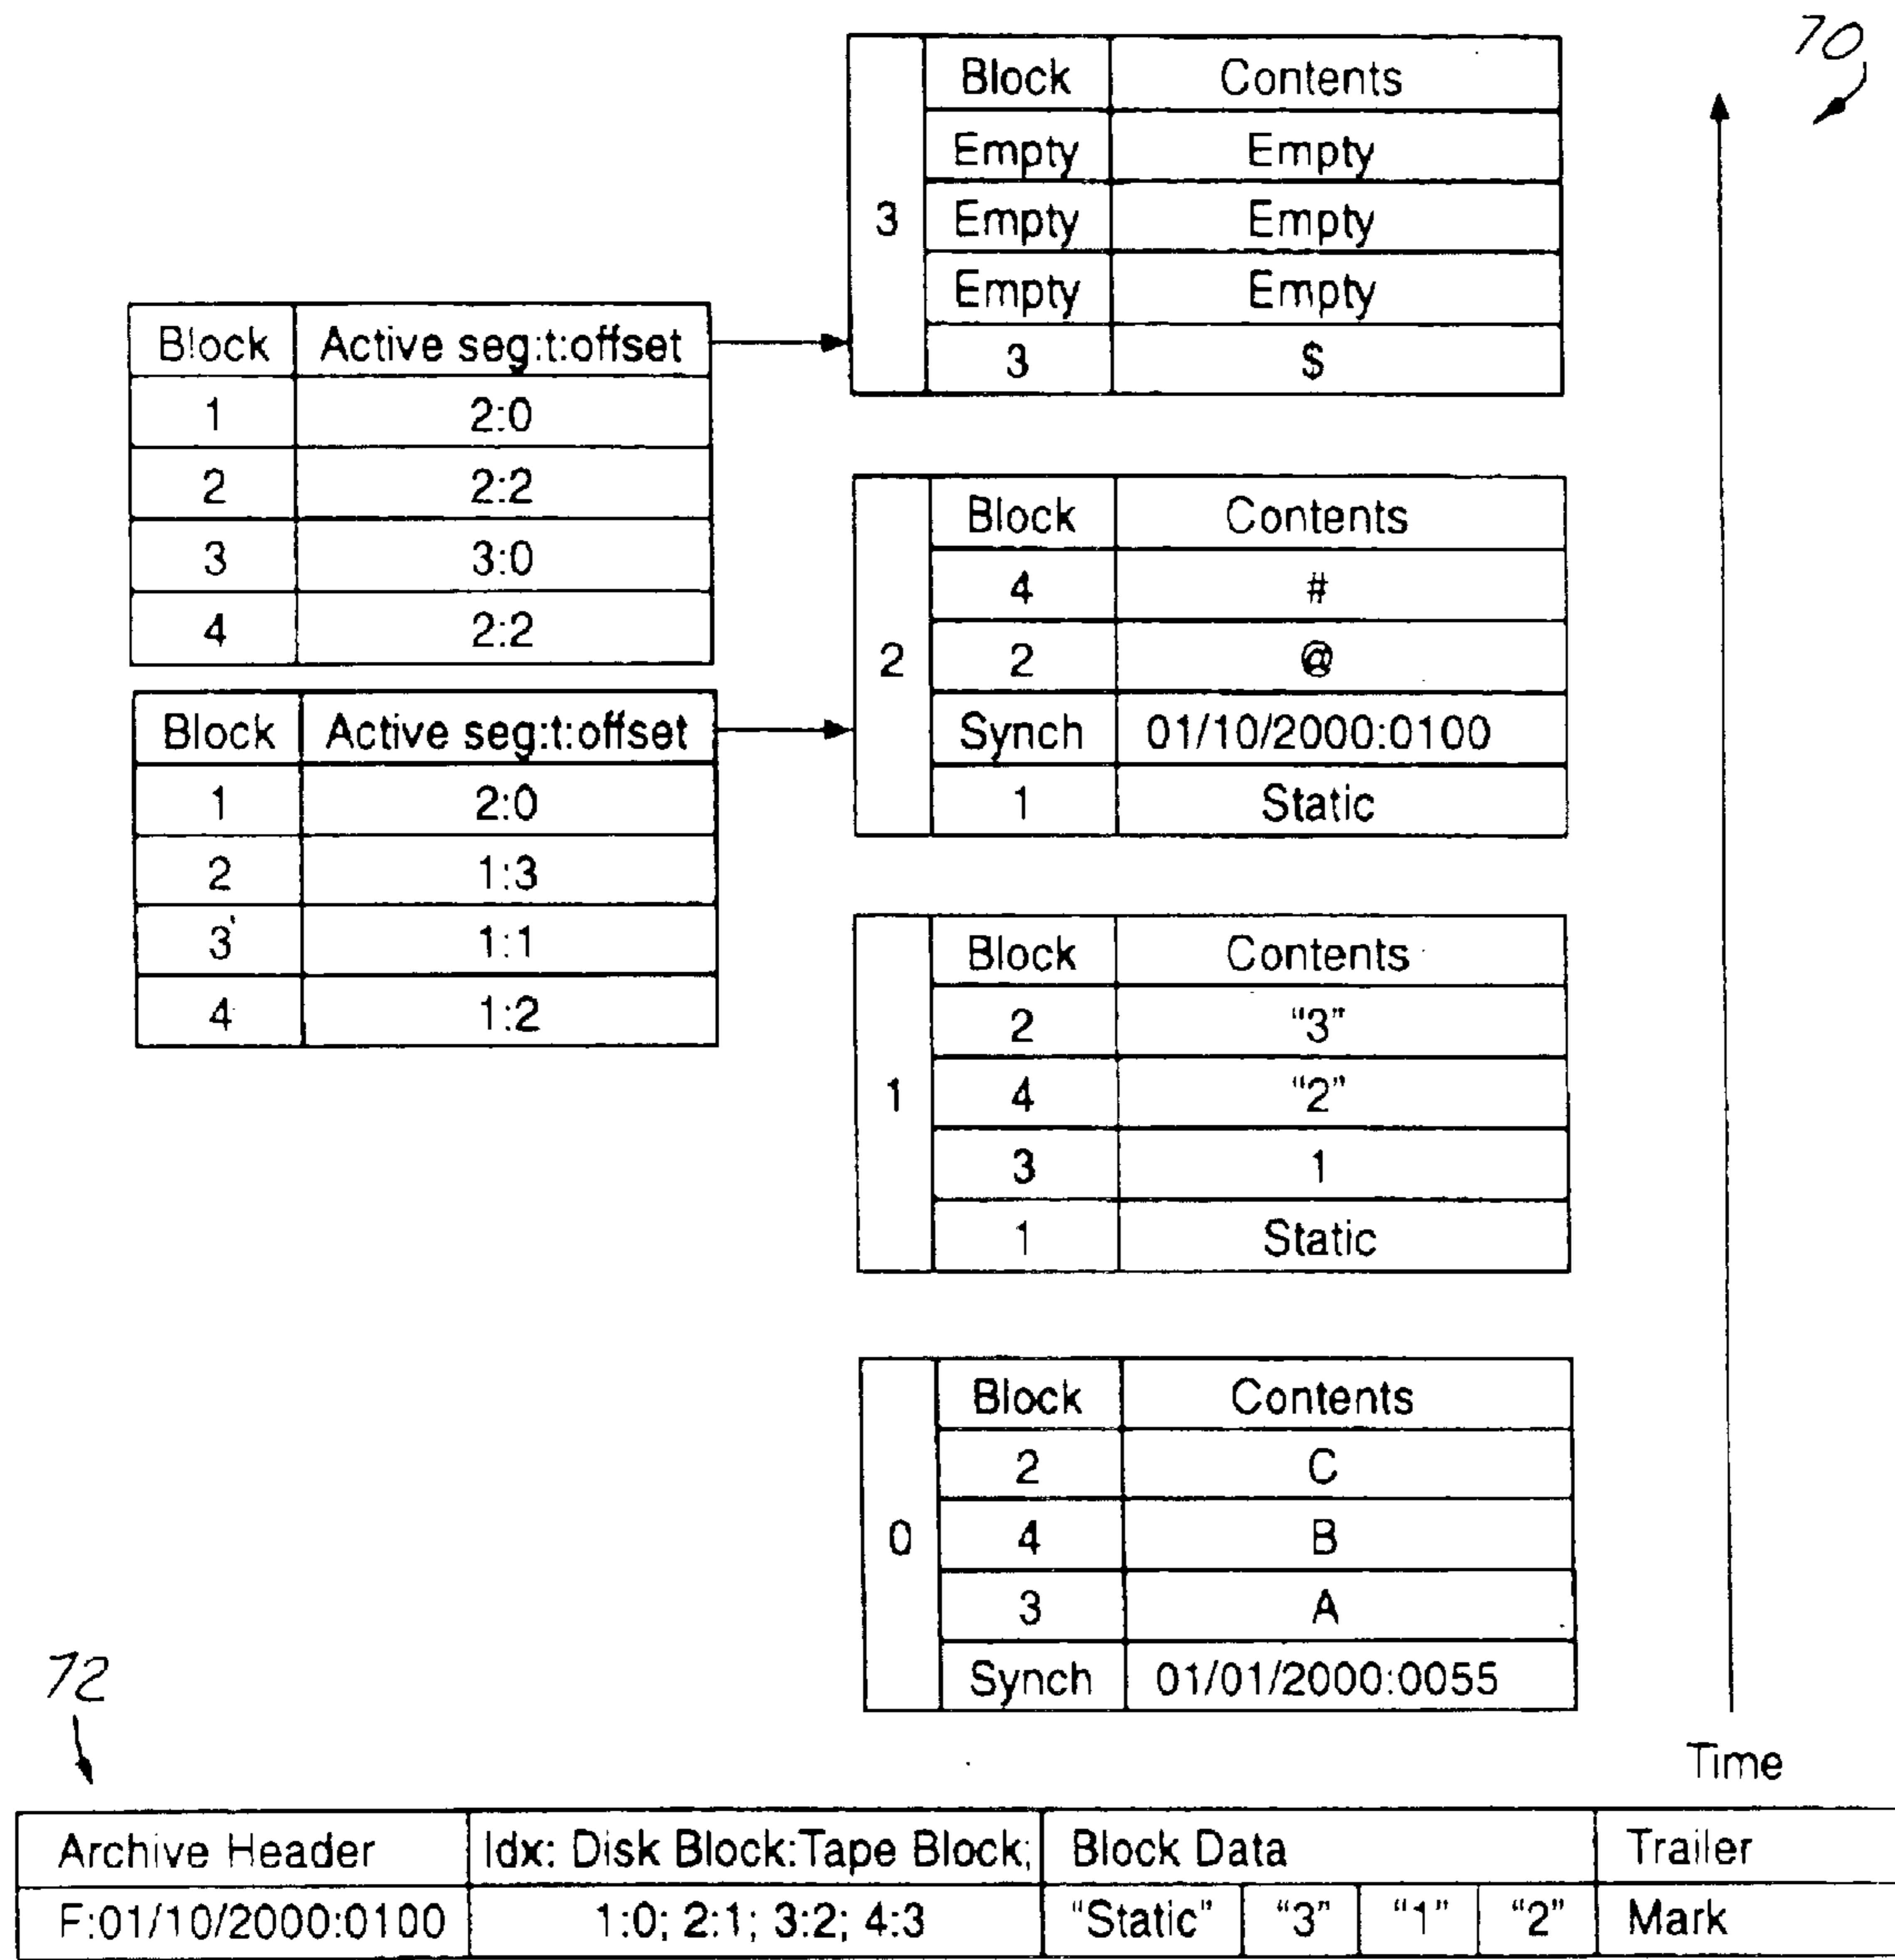 70
3
Block Contents
Empty Empty
Empty Empty
Empty Empty
3 $
Block Active seg:t:offset
1 2:0
2 2:2
3 3:0
4 2:2
2
Block Contents
4 #
2 @
Synch 01/10/2000:0100
1 Static
Block Active seg:t:offset
1 2:0
2 1:3
3 1:1
4 1:2
1
Block Contents
2 “3”
4 “2”
3 1
1 Static
0
Block Contents
2 C
4 B
3 A
Synch 01/01/2000:0055
Time
72
Archive Header Idx: Disk Block:Tape Block; Block Data Trailer
F:01/10/2000:0100 1:0; 2:1; 3:2; 4:3 “Static” “3” “1” “2” Mark